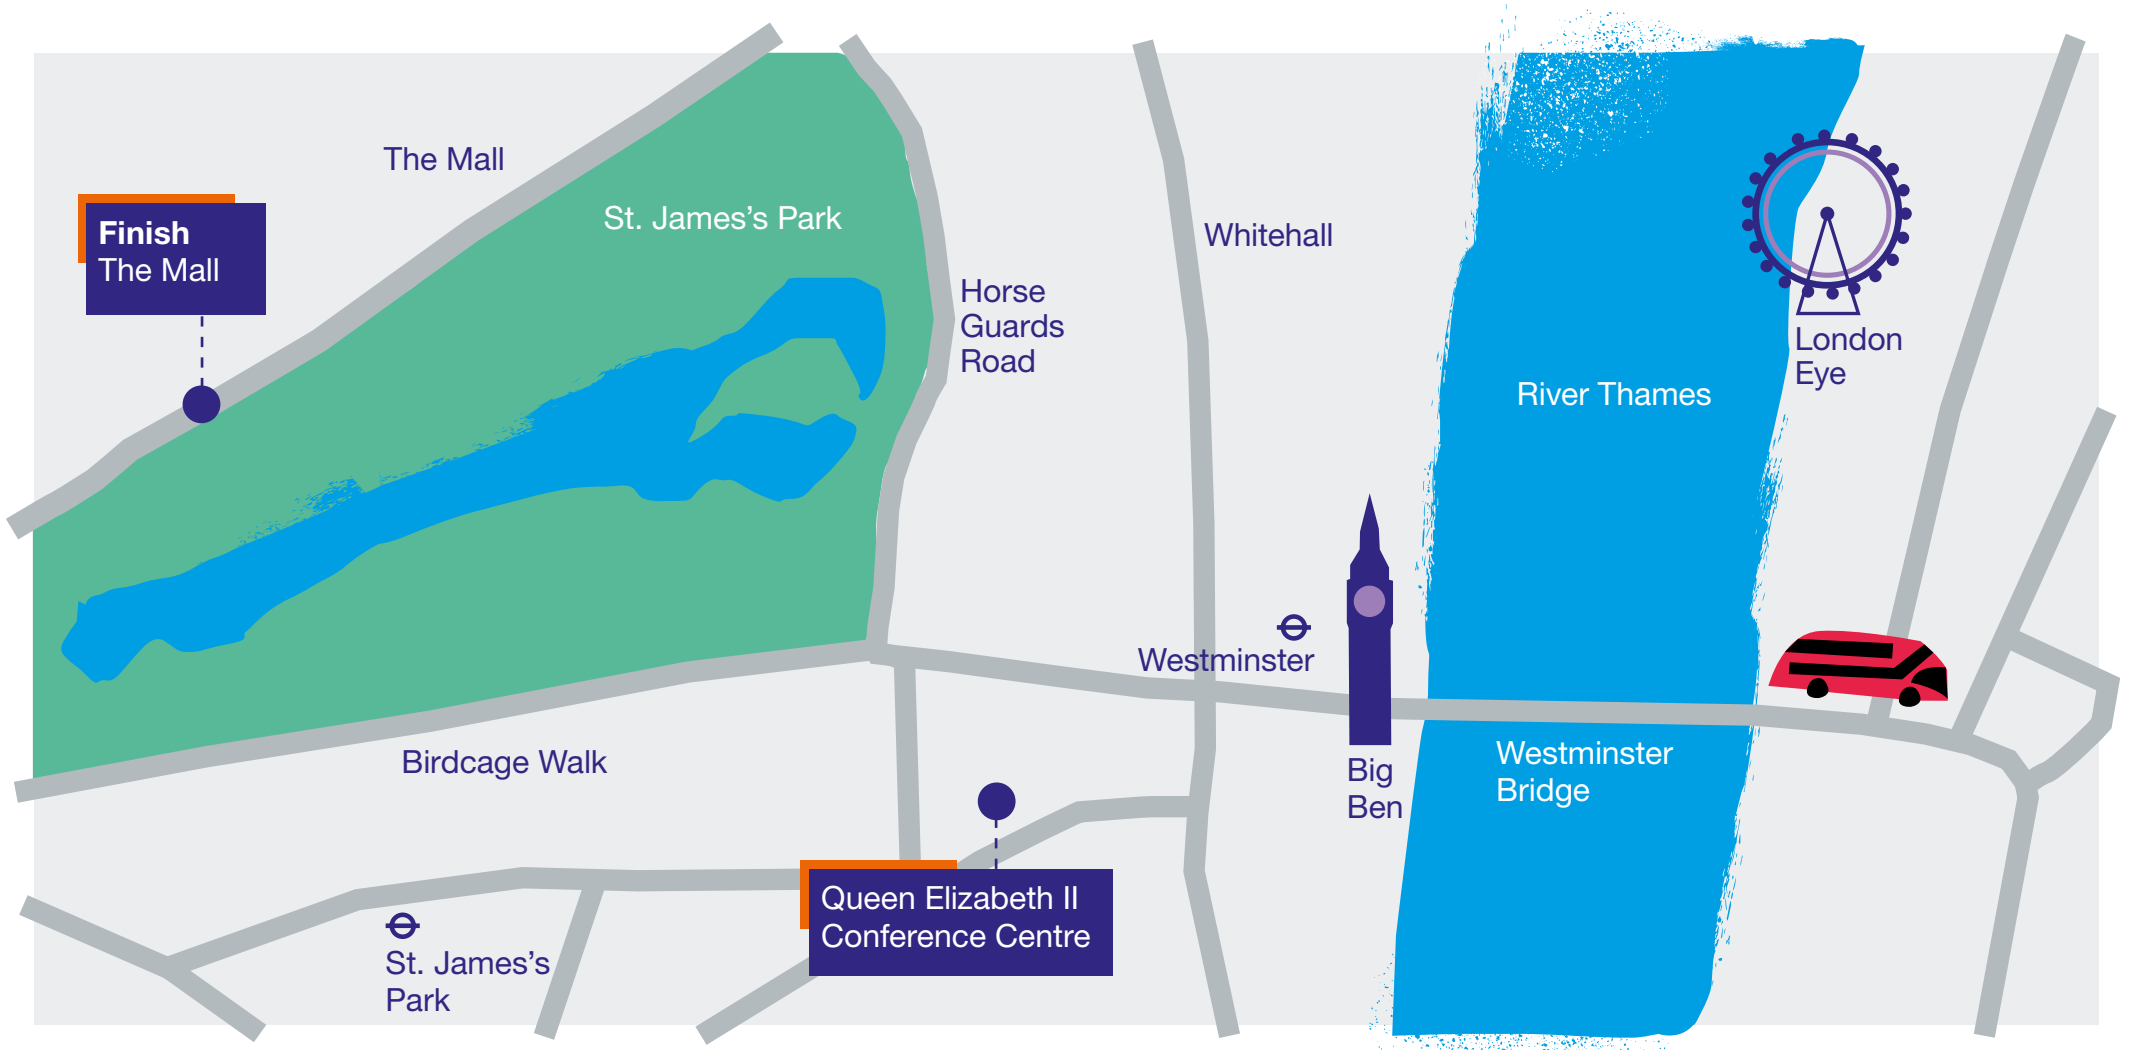 The Mall
Finish
The Mall
St. James’s Park
Whitehall
Horse
Guards
Road
London
Eye
River Thames
Westminster
Birdcage Walk
Westminster
Bridge
Big
Ben
Queen Elizabeth II
Conference Centre
St. James’s
Park